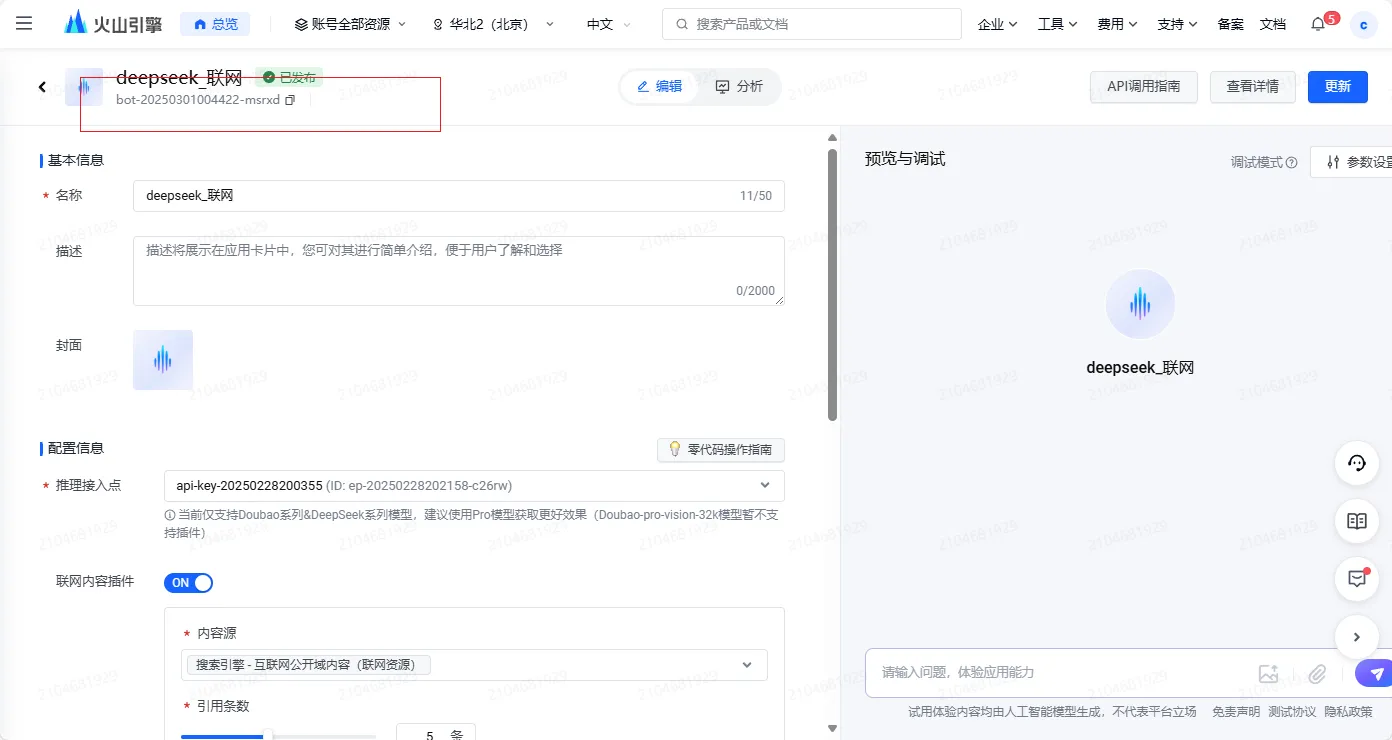 火山引擎 总览 账号全部资源 华北2（北京） 中文 搜索产品或文档 企业 工具 费用 支持 备案 文档 5 c
deepseek_联网 已发布
bot-20250301004422-msrxd
编辑 分析
API调用指南 查看详情 更新
基本信息
* 名称 deepseek_联网 11/50
描述 描述将展示在应用卡片中，您可对其进行简单介绍，便于用户了解和选择
0/2000
封面
配置信息 零代码操作指南
* 推理接入点 api-key-20250228200355 (ID: ep-20250228202158-c26rw)
当前仅支持Doubao系列&DeepSeek系列模型，建议使用Pro模型获取更好效果（Doubao-pro-vision-32k模型暂不支
持插件）
联网内容插件 ON
* 内容源
搜索引擎 - 互联网公开域内容（联网资源）
* 引用条数
5 条
预览与调试 调试模式 参数设置
deepseek_联网
请输入问题，体验应用能力
试用体验内容均由人工智能模型生成，不代表平台立场 免责声明 测试协议 隐私政策
2104681929